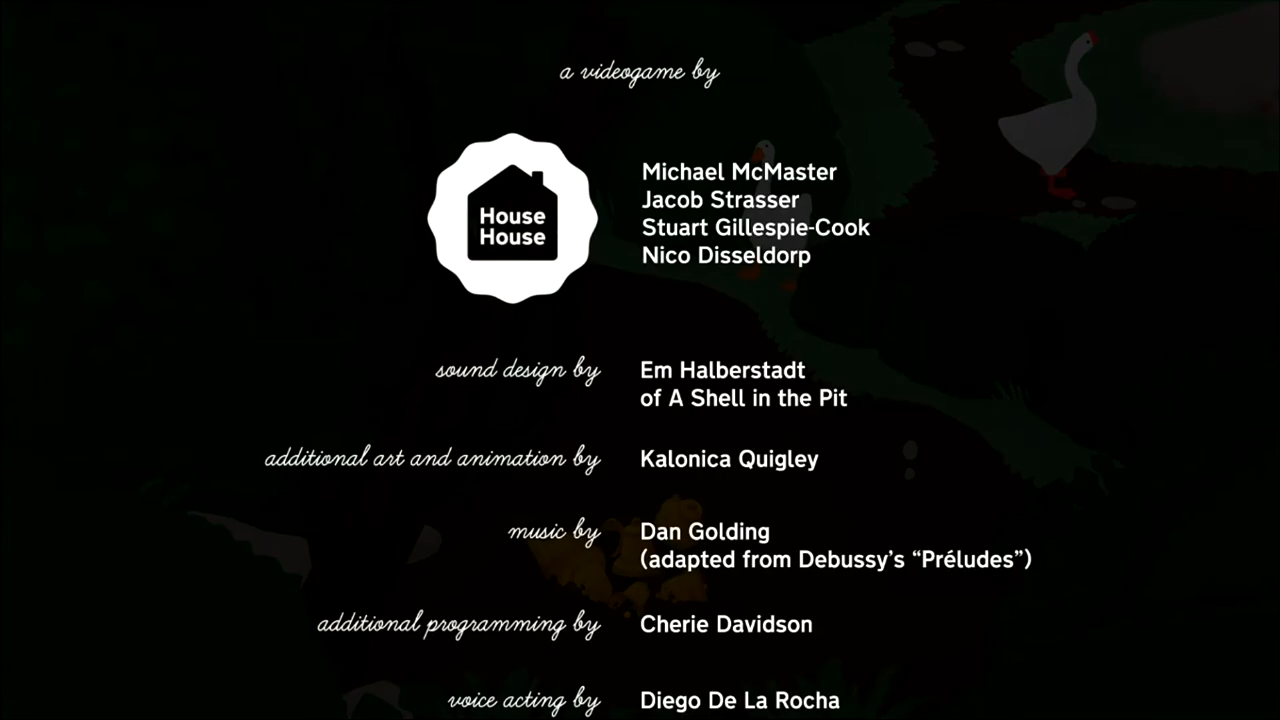 a videogame by
House
House
Michael McMaster
Jacob Strasser
Stuart Gillespie-Cook
Nico Disseldorp
sound design by Em Halberstadt
of A Shell in the Pit
additional art and animation by Kalonica Quigley
music by Dan Golding
(adapted from Debussy’s “Préludes”)
additional programming by Cherie Davidson
voice acting by Diego De La Rocha